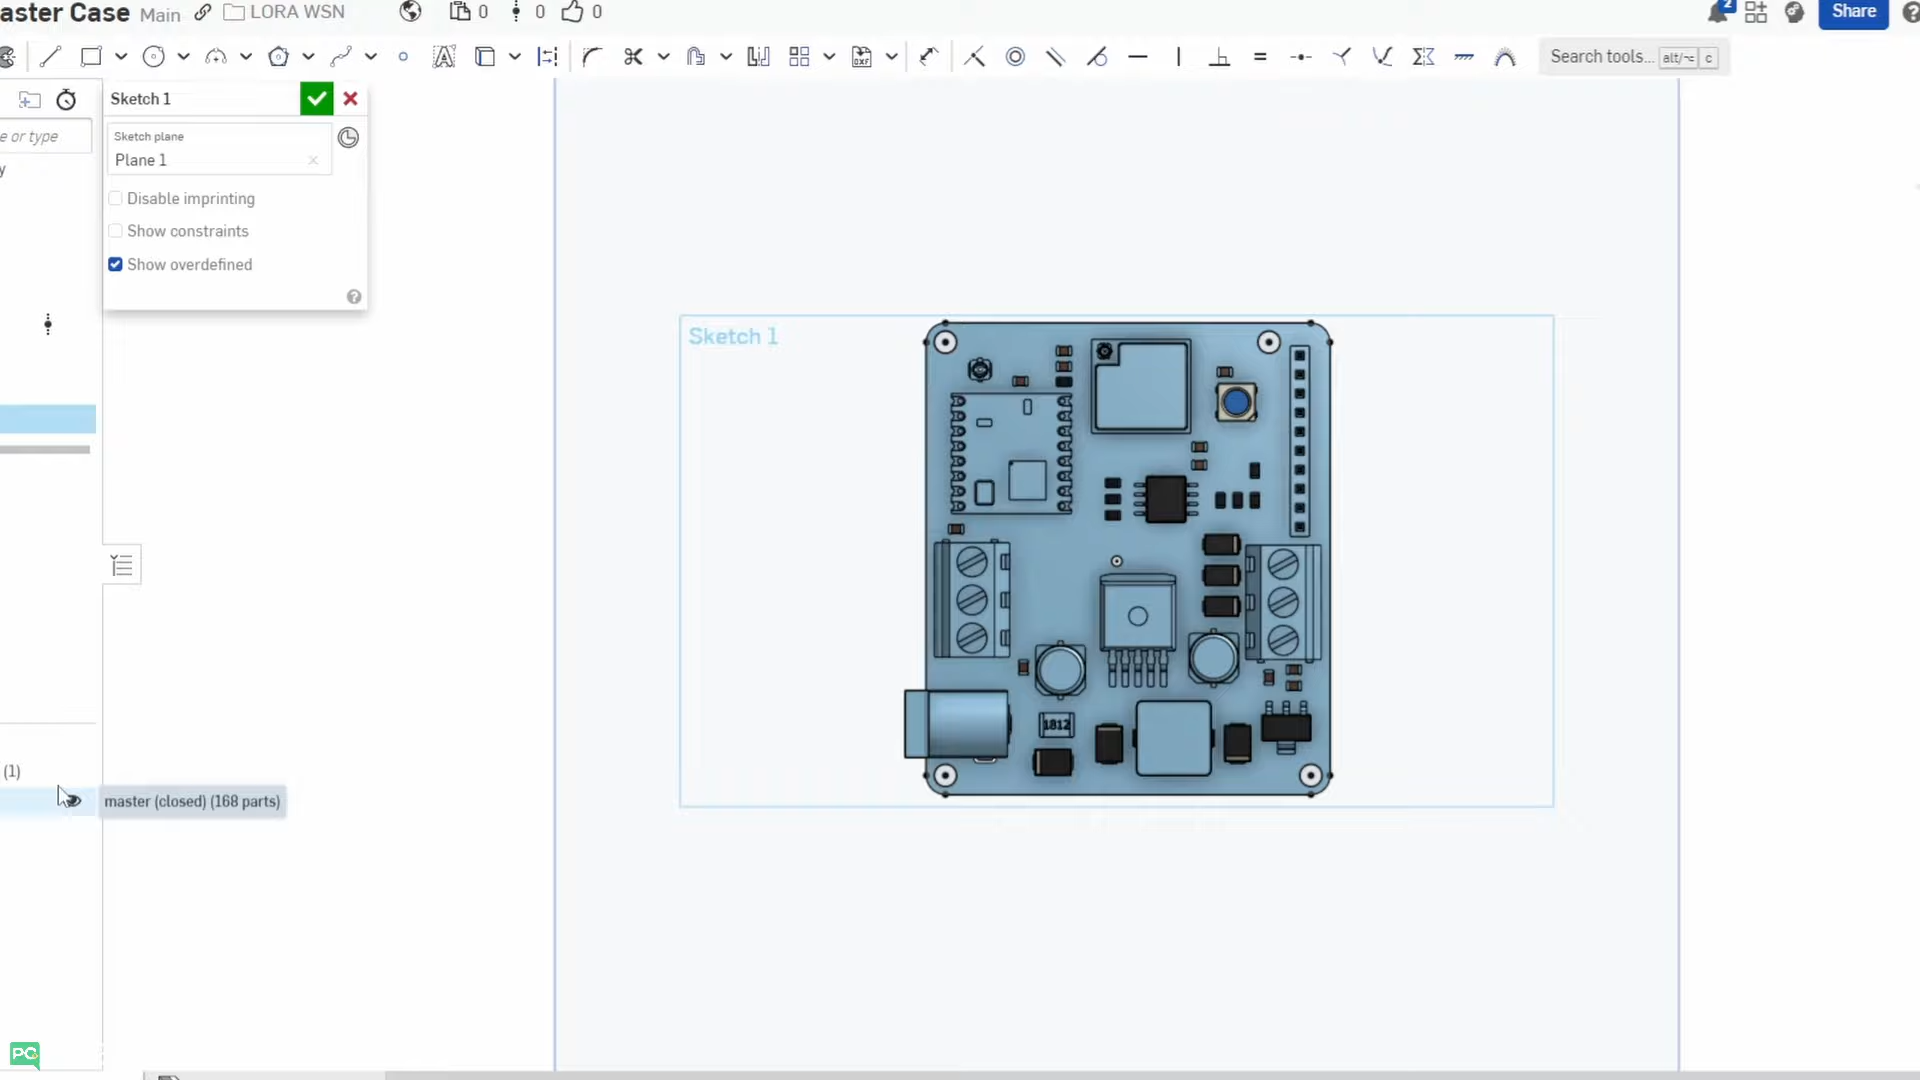 aster Case Main LORA WSN 0 0 0 2 Share
Search tools... alt/⌥ c
Sketch 1
e or type
Sketch plane
Plane 1
y
Disable imprinting
Show constraints
Show overdefined
Sketch 1
1812
(1)
master (closed) (168 parts)
PC